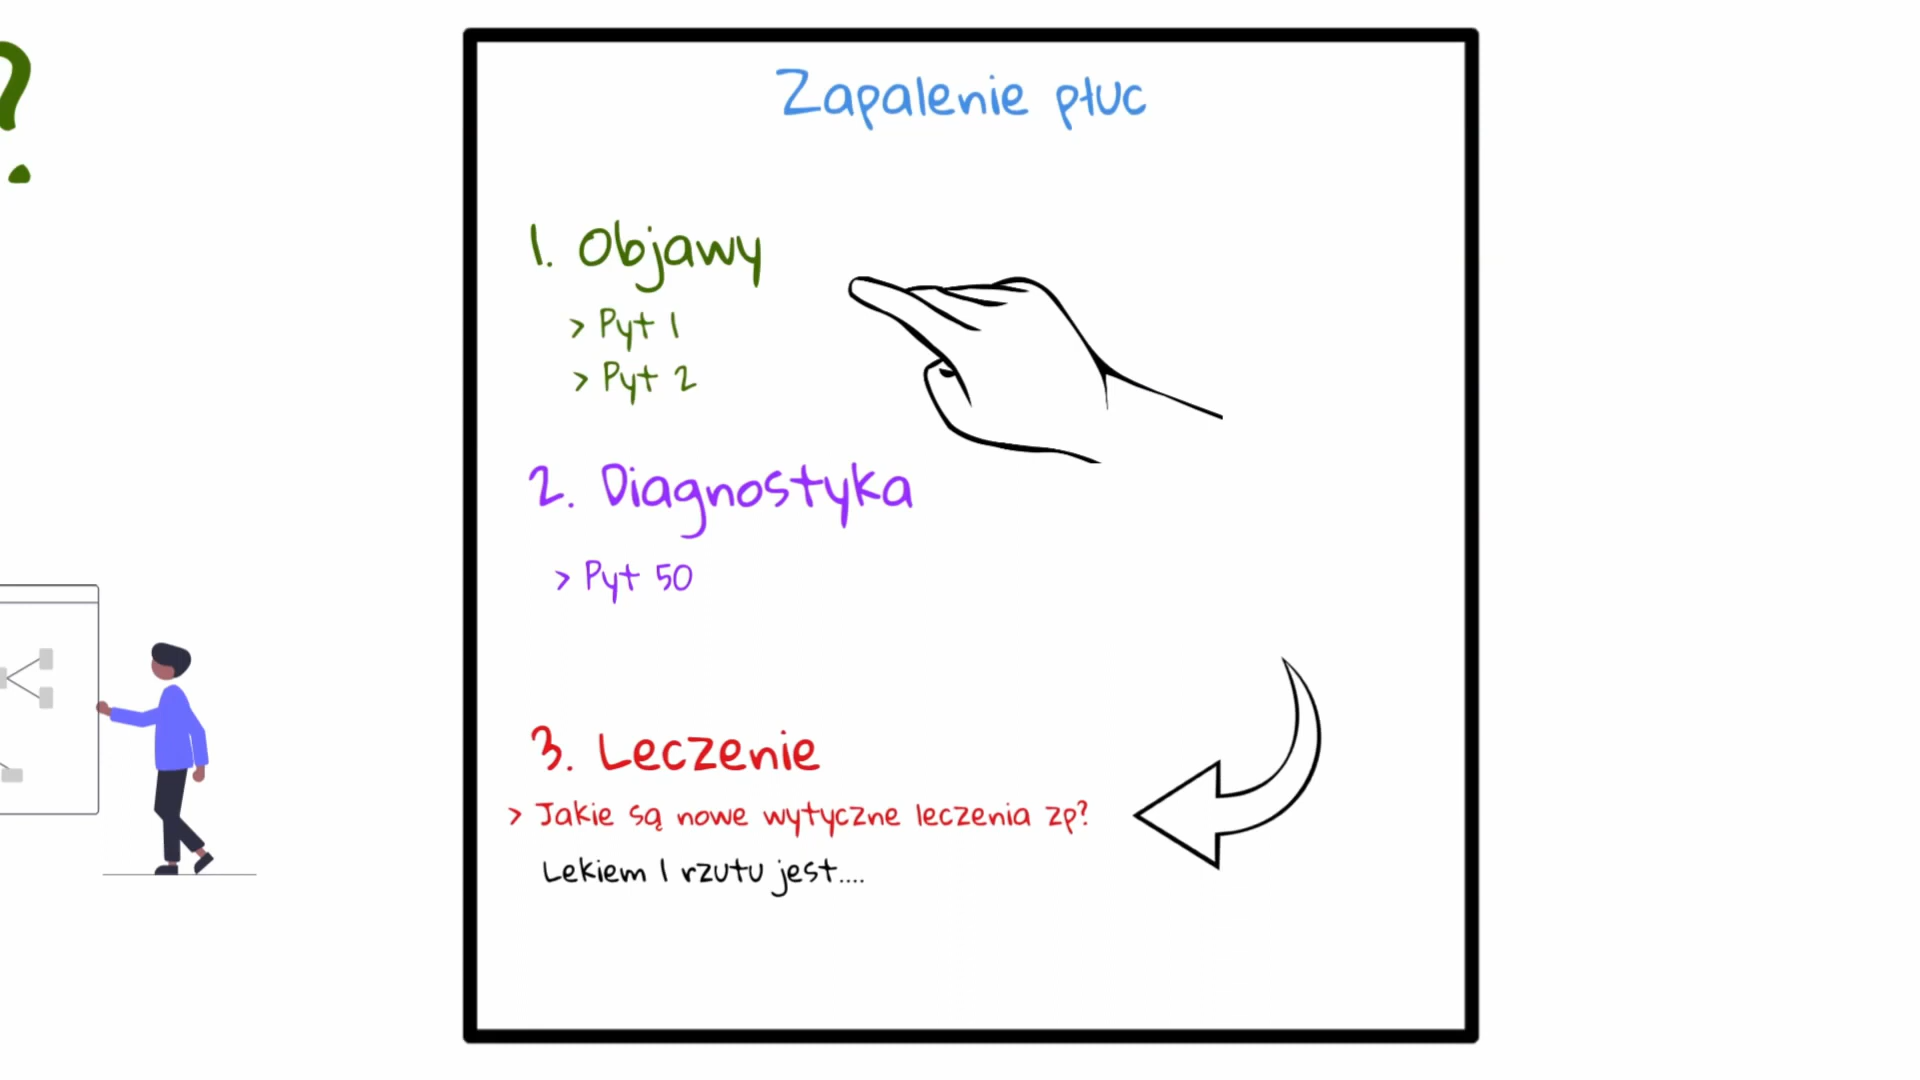 ?
Zapalenie płuc
1. Objawy
> Pyt 1
> Pyt 2
2. Diagnostyka
> Pyt 50
3. Leczenie
> Jakie są nowe wytyczne leczenia zp?
Lekiem I rzutu jest....